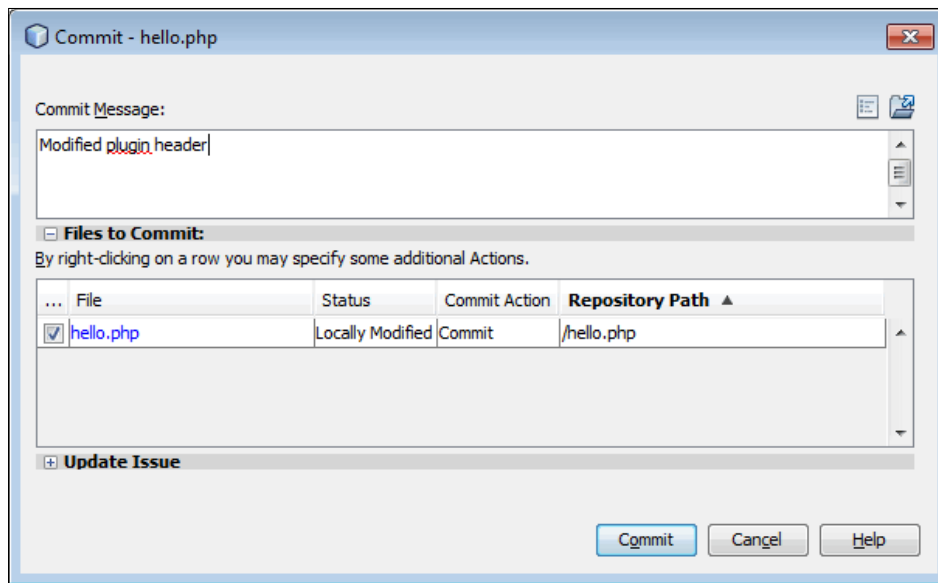 Commit - hello.php
Commit Message:
Modified plugin header
Files to Commit:
By right-clicking on a row you may specify some additional Actions.
... File Status Commit Action Repository Path ▲
hello.php Locally Modified Commit /hello.php
Update Issue
Commit Cancel Help